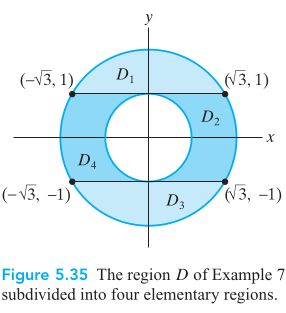 y
(−√3, 1)
D₁
(√3, 1)
D₂
x
D₄
(−√3, −1)
D₃
(√3, −1)
Figure 5.35 The region D of Example 7
subdivided into four elementary regions.